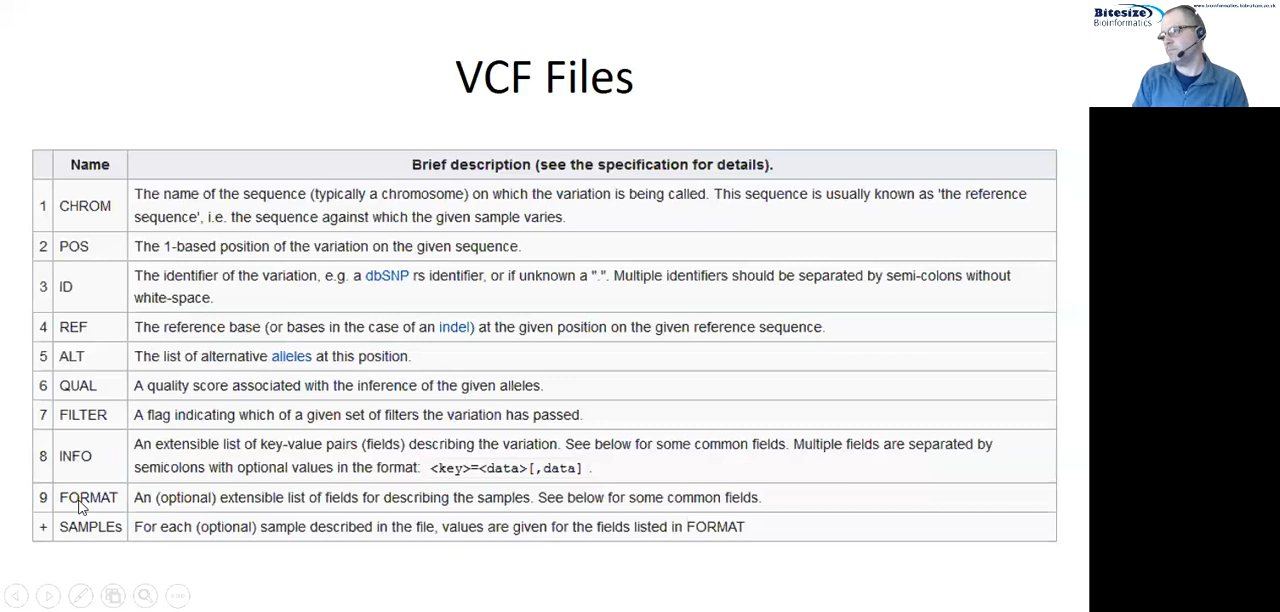 Bitesize
Bioinformatics
VCF Files
Name Brief description (see the specification for details).
1 CHROM The name of the sequence (typically a chromosome) on which the variation is being called. This sequence is usually known as 'the reference
sequence', i.e. the sequence against which the given sample varies.
2 POS The 1-based position of the variation on the given sequence.
3 ID The identifier of the variation, e.g. a dbSNP rs identifier, or if unknown a ".". Multiple identifiers should be separated by semi-colons without
white-space.
4 REF The reference base (or bases in the case of an indel) at the given position on the given reference sequence.
5 ALT The list of alternative alleles at this position.
6 QUAL A quality score associated with the inference of the given alleles.
7 FILTER A flag indicating which of a given set of filters the variation has passed.
8 INFO An extensible list of key-value pairs (fields) describing the variation. See below for some common fields. Multiple fields are separated by
semicolons with optional values in the format: <key>=<data>[,data] .
9 FORMAT An (optional) extensible list of fields for describing the samples. See below for some common fields.
+ SAMPLEs For each (optional) sample described in the file, values are given for the fields listed in FORMAT